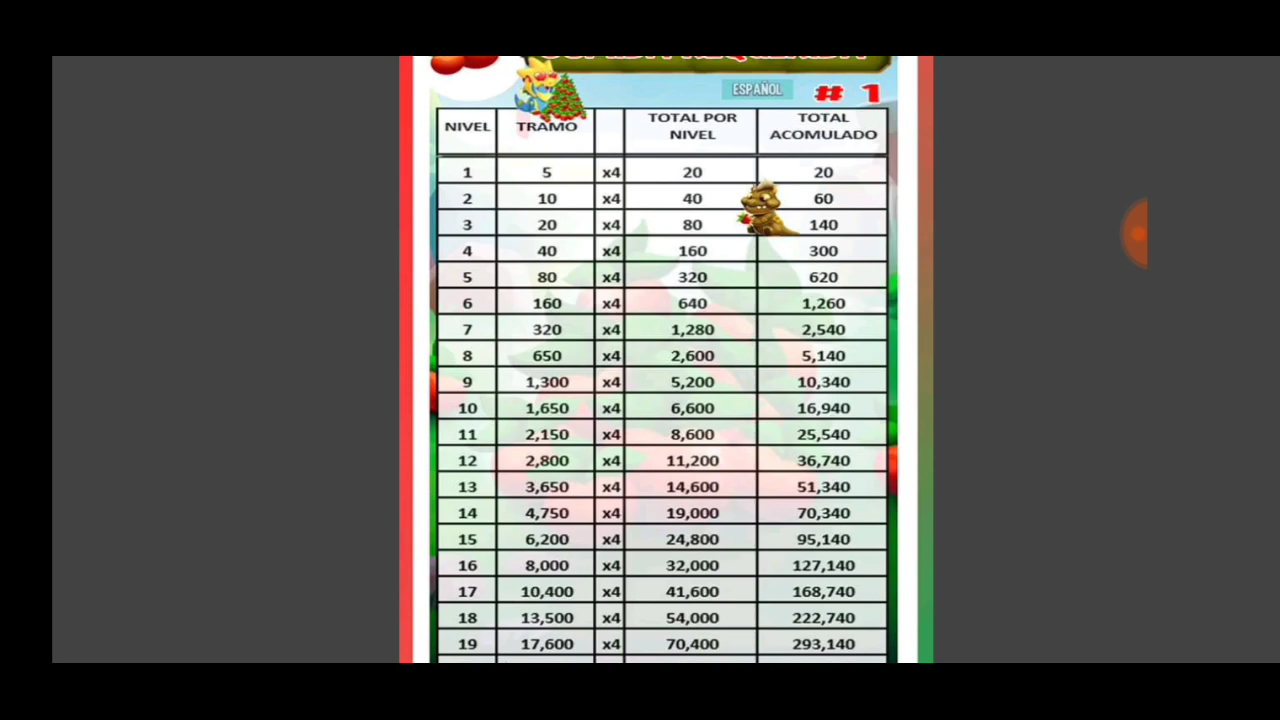 ESPAÑOL # 1
NIVEL TRAMO TOTAL POR NIVEL TOTAL ACOMULADO
1 5 x4 20 20
2 10 x4 40 60
3 20 x4 80 140
4 40 x4 160 300
5 80 x4 320 620
6 160 x4 640 1,260
7 320 x4 1,280 2,540
8 650 x4 2,600 5,140
9 1,300 x4 5,200 10,340
10 1,650 x4 6,600 16,940
11 2,150 x4 8,600 25,540
12 2,800 x4 11,200 36,740
13 3,650 x4 14,600 51,340
14 4,750 x4 19,000 70,340
15 6,200 x4 24,800 95,140
16 8,000 x4 32,000 127,140
17 10,400 x4 41,600 168,740
18 13,500 x4 54,000 222,740
19 17,600 x4 70,400 293,140